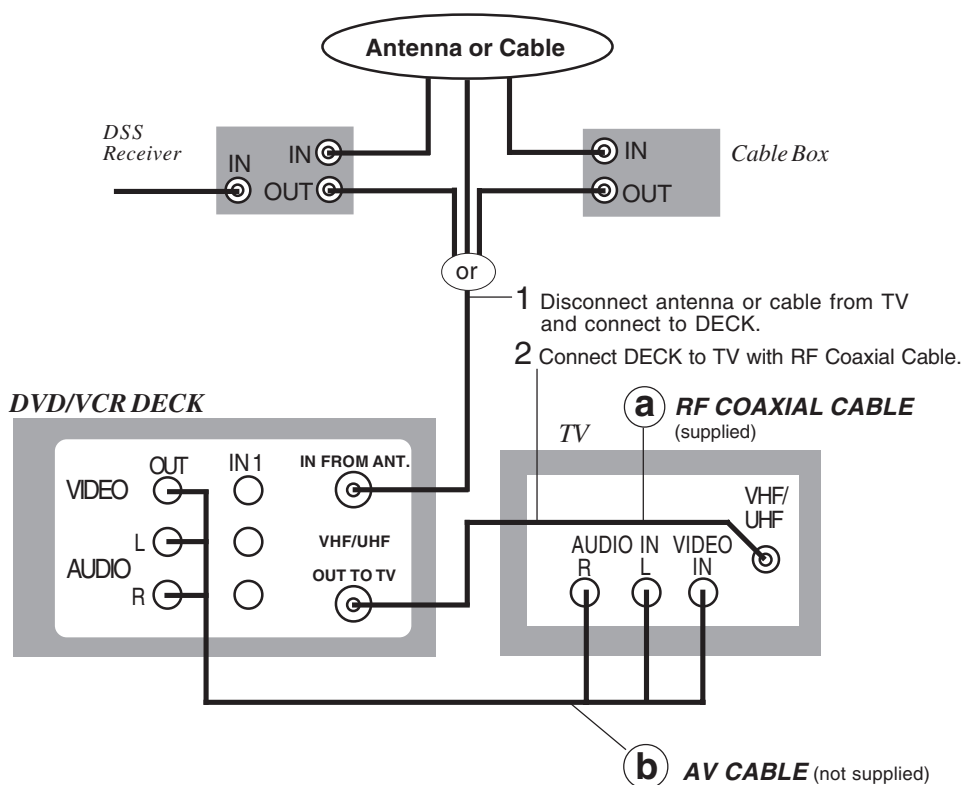 Antenna or Cable
DSS
Receiver
IN
IN
OUT
IN
OUT
Cable Box
or
1 Disconnect antenna or cable from TV
and connect to DECK.
2 Connect DECK to TV with RF Coaxial Cable.
DVD/VCR DECK
a RF COAXIAL CABLE
(supplied)
TV
OUT
IN 1
IN FROM ANT.
VIDEO
L
AUDIO
R
VHF/UHF
OUT TO TV
VHF/
UHF
AUDIO IN
R L
VIDEO
IN
b AV CABLE (not supplied)